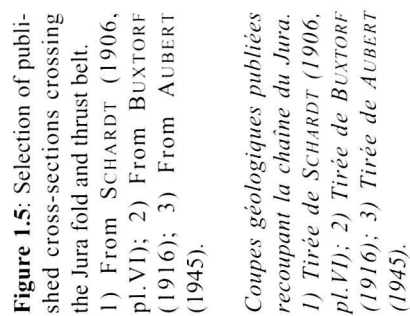 Figure 1.5: Selection of publi-
shed cross-sections crossing
the Jura fold and thrust belt.
1) From SCHARDT (1906,
pl.VI); 2) From BUXTORF
(1916); 3) From AUBERT
(1945).
Coupes géologiques publiées
recoupant la chaîne du Jura.
1) Tirée de SCHARDT (1906,
pl.VI); 2) Tirée de BUXTORF
(1916); 3) Tirée de AUBERT
(1945).